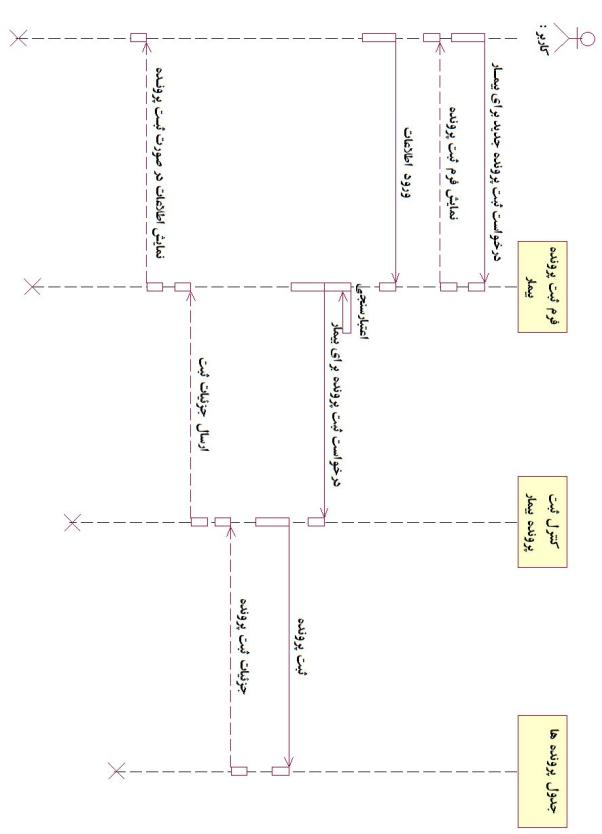 کاربر :
فرم ثبت پرونده
بیمار
کنترل ثبت
پرونده بیمار
جدول پرونده ها
درخواست ثبت پرونده جدید برای بیمار
نمایش فرم ثبت پرونده
ورود اطلاعات
اعتبارسنجی
درخواست ثبت پرونده برای بیمار
ثبت پرونده
جزئیات ثبت پرونده
ارسال جزئیات ثبت
نمایش اطلاعات در صورت ثبت پرونده